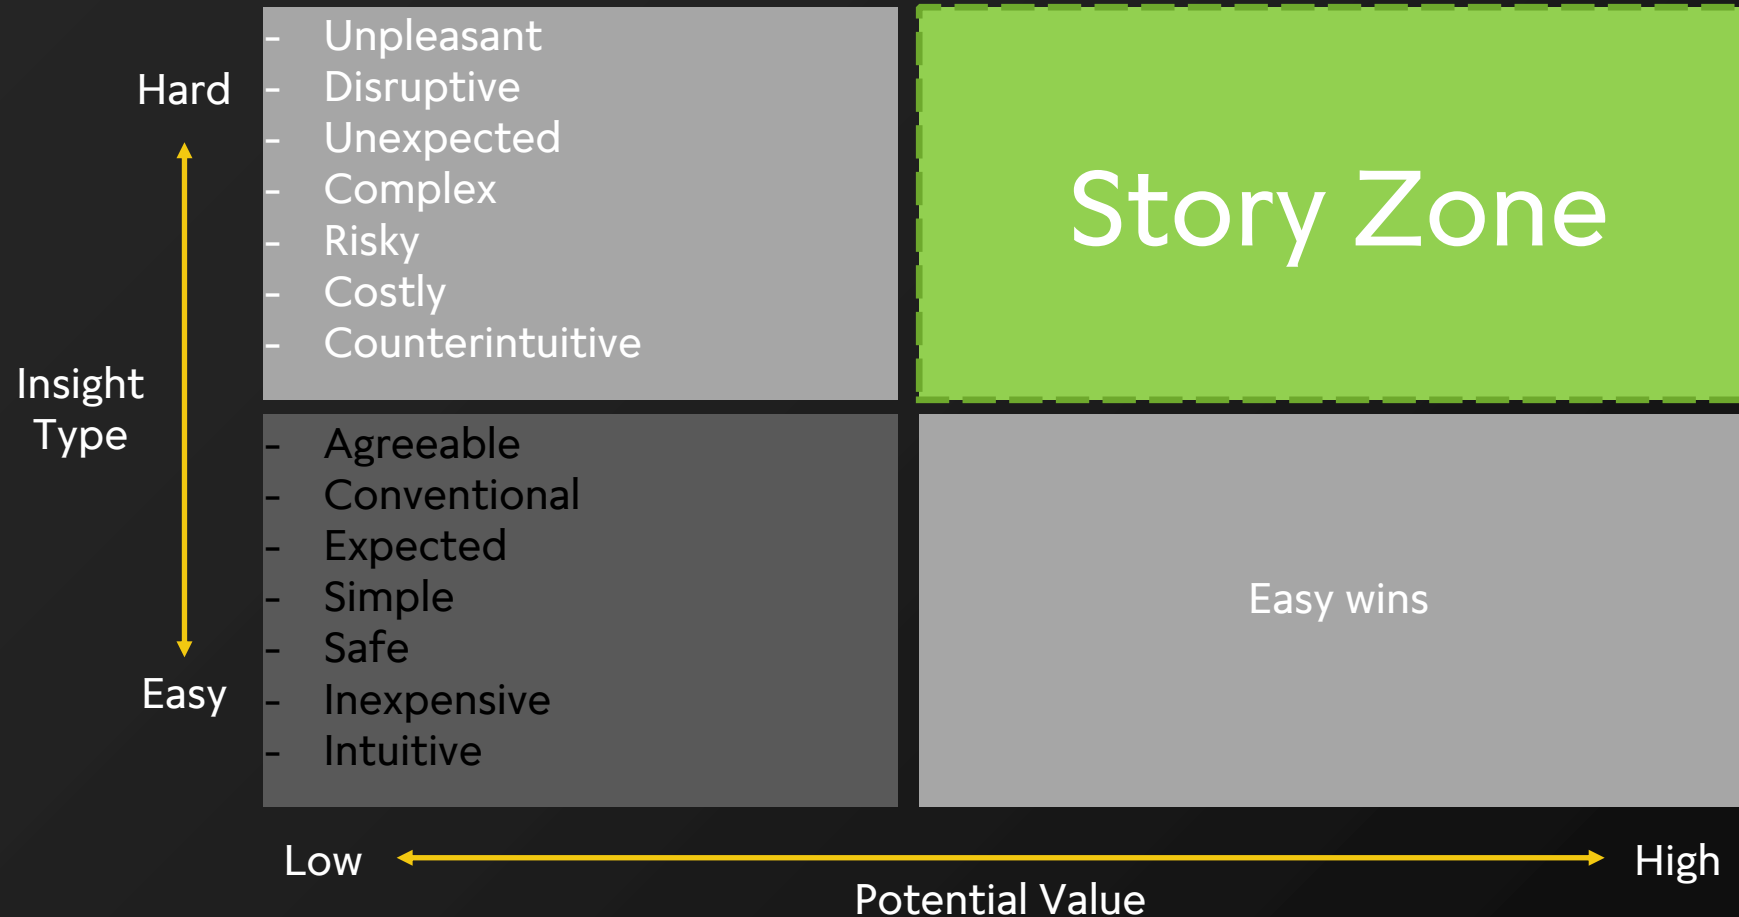 Hard
Insight
Type
Easy
- Unpleasant
- Disruptive
- Unexpected
- Complex
- Risky
- Costly
- Counterintuitive
Story Zone
- Agreeable
- Conventional
- Expected
- Simple
- Safe
- Inexpensive
- Intuitive
Easy wins
Low
High
Potential Value